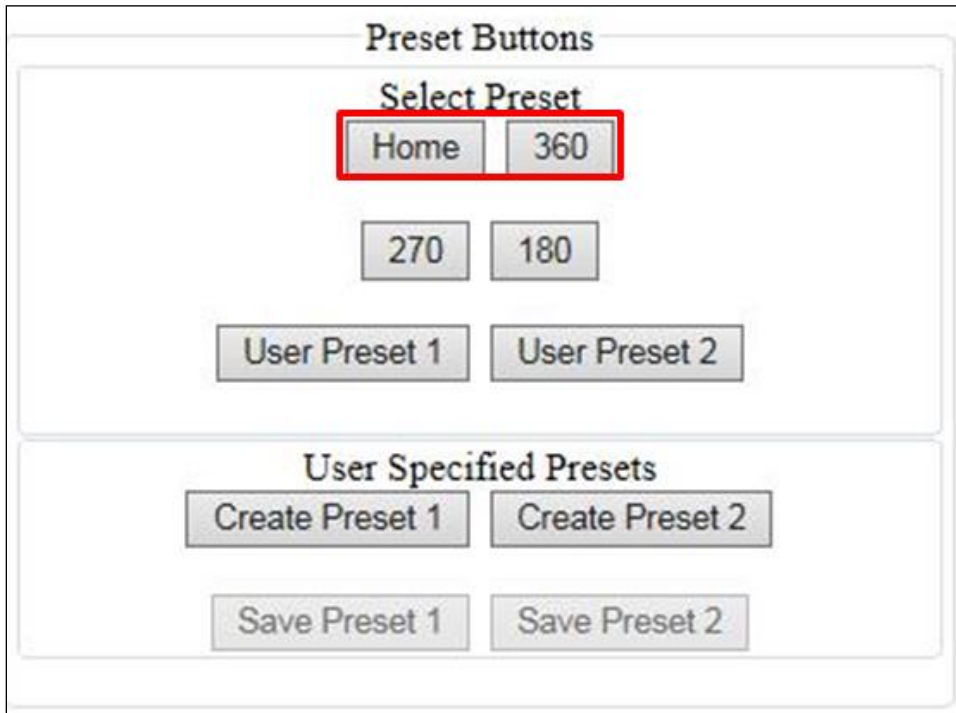 Preset Buttons
Select Preset
Home 360
270 180
User Preset 1 User Preset 2
User Specified Presets
Create Preset 1 Create Preset 2
Save Preset 1 Save Preset 2